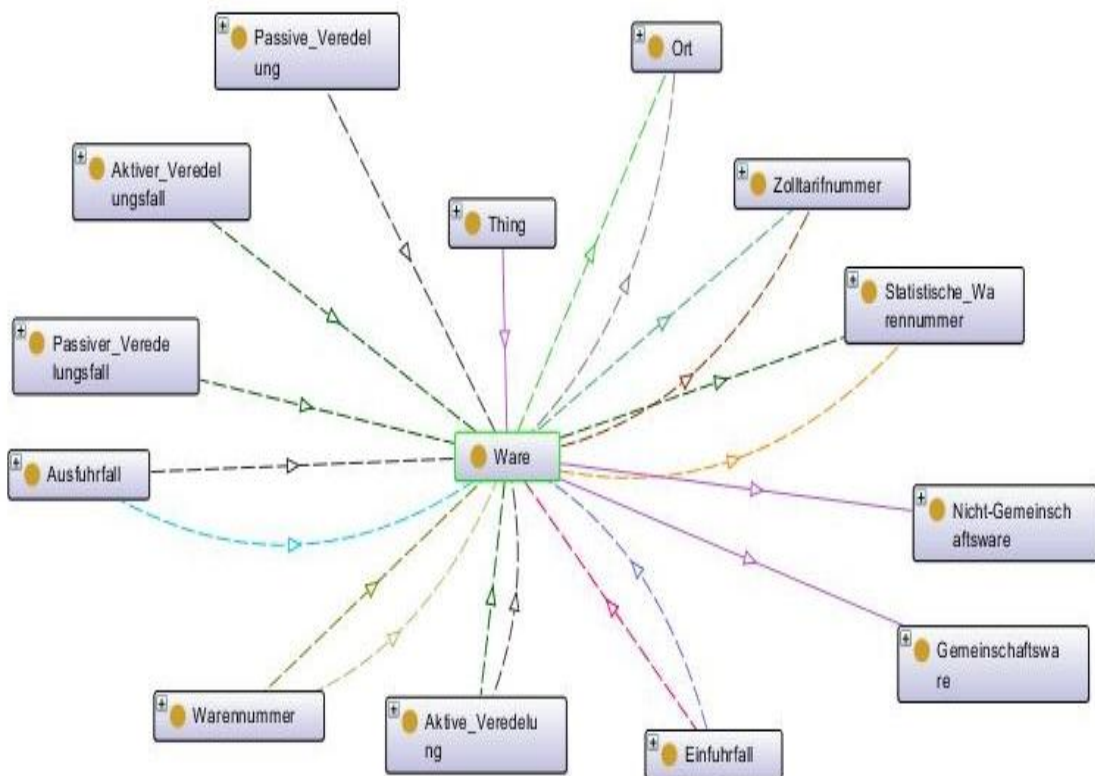 Passive_Veredel
ung
Ort
Aktiver_Veredel
ungsfall
Zolltarifnummer
Thing
Statistische_Wa
rennummer
Passiver_Verede
lungsfall
Ware
Ausfuhrfall
Nicht-Gemeinsch
aftsware
Gemeinschaftswa
re
Warennummer
Aktive_Veredelu
ng
Einfuhrfall